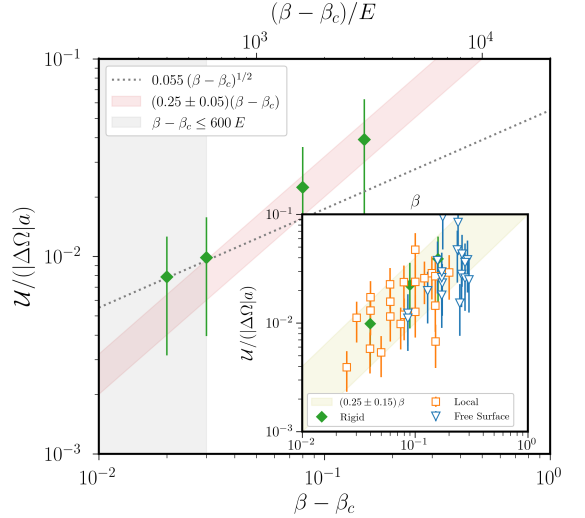 (β − β_c)/E
10^3 10^4
10^−1
10^−2
10^−3
𝒰/(|ΔΩ|a)
0.055 (β − β_c)^{1/2}
(0.25 ± 0.05)(β − β_c)
β − β_c ≤ 600 E
β
10^−1
10^−2
10^−3
𝒰/(|ΔΩ|a)
(0.25 ± 0.15) β
Rigid
Local
Free Surface
10^−2 10^−1 10^0
10^−2 10^−1 10^0
β − β_c